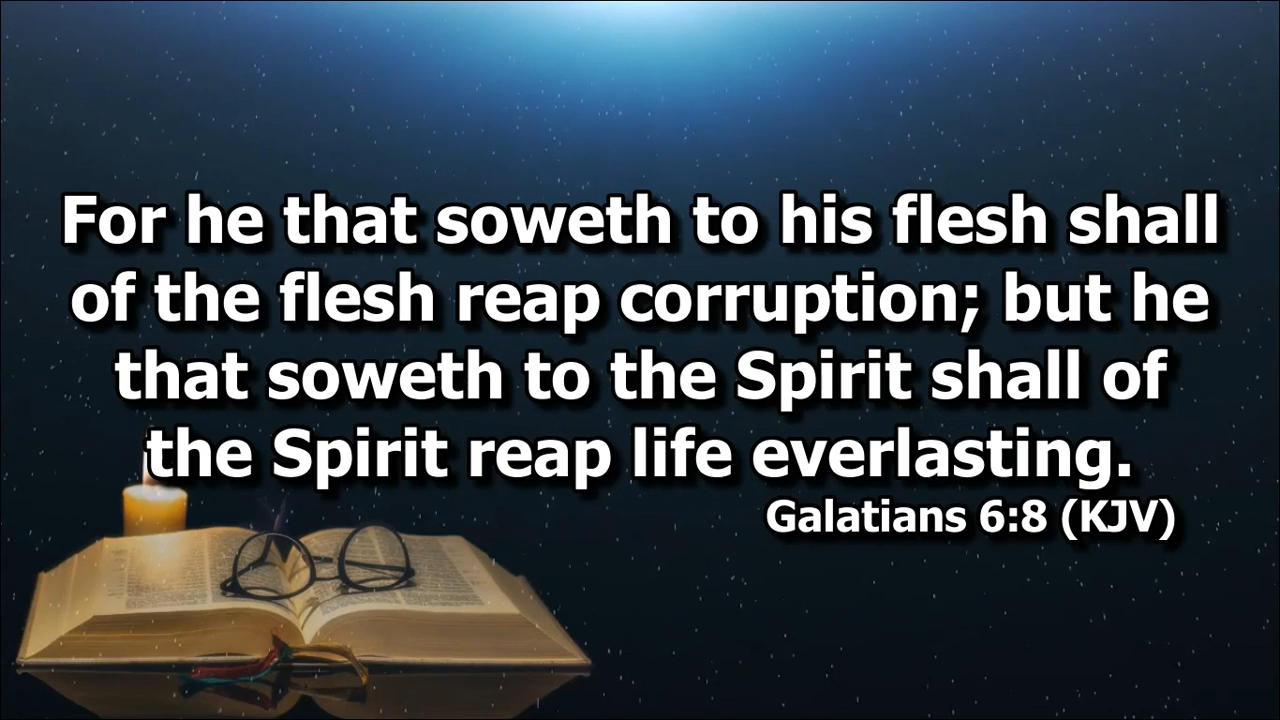 For he that soweth to his flesh shall
of the flesh reap corruption; but he
that soweth to the Spirit shall of
the Spirit reap life everlasting.
Galatians 6:8 (KJV)